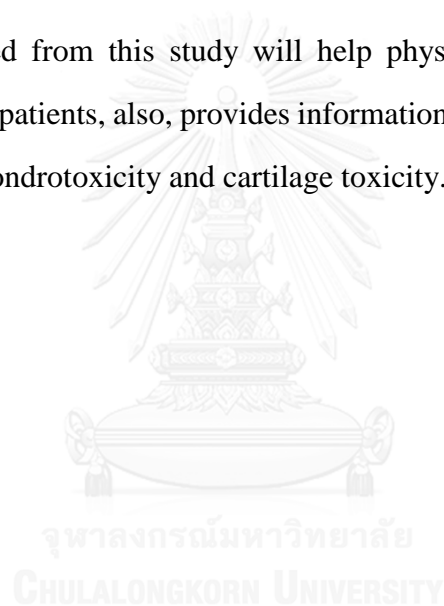 ed from this study will help phys
patients, also, provides information
ondrotoxicity and cartilage toxicity.
จุฬาลงกรณ์มหาวิทยาลัย
CHULALONGKORN UNIVERSITY